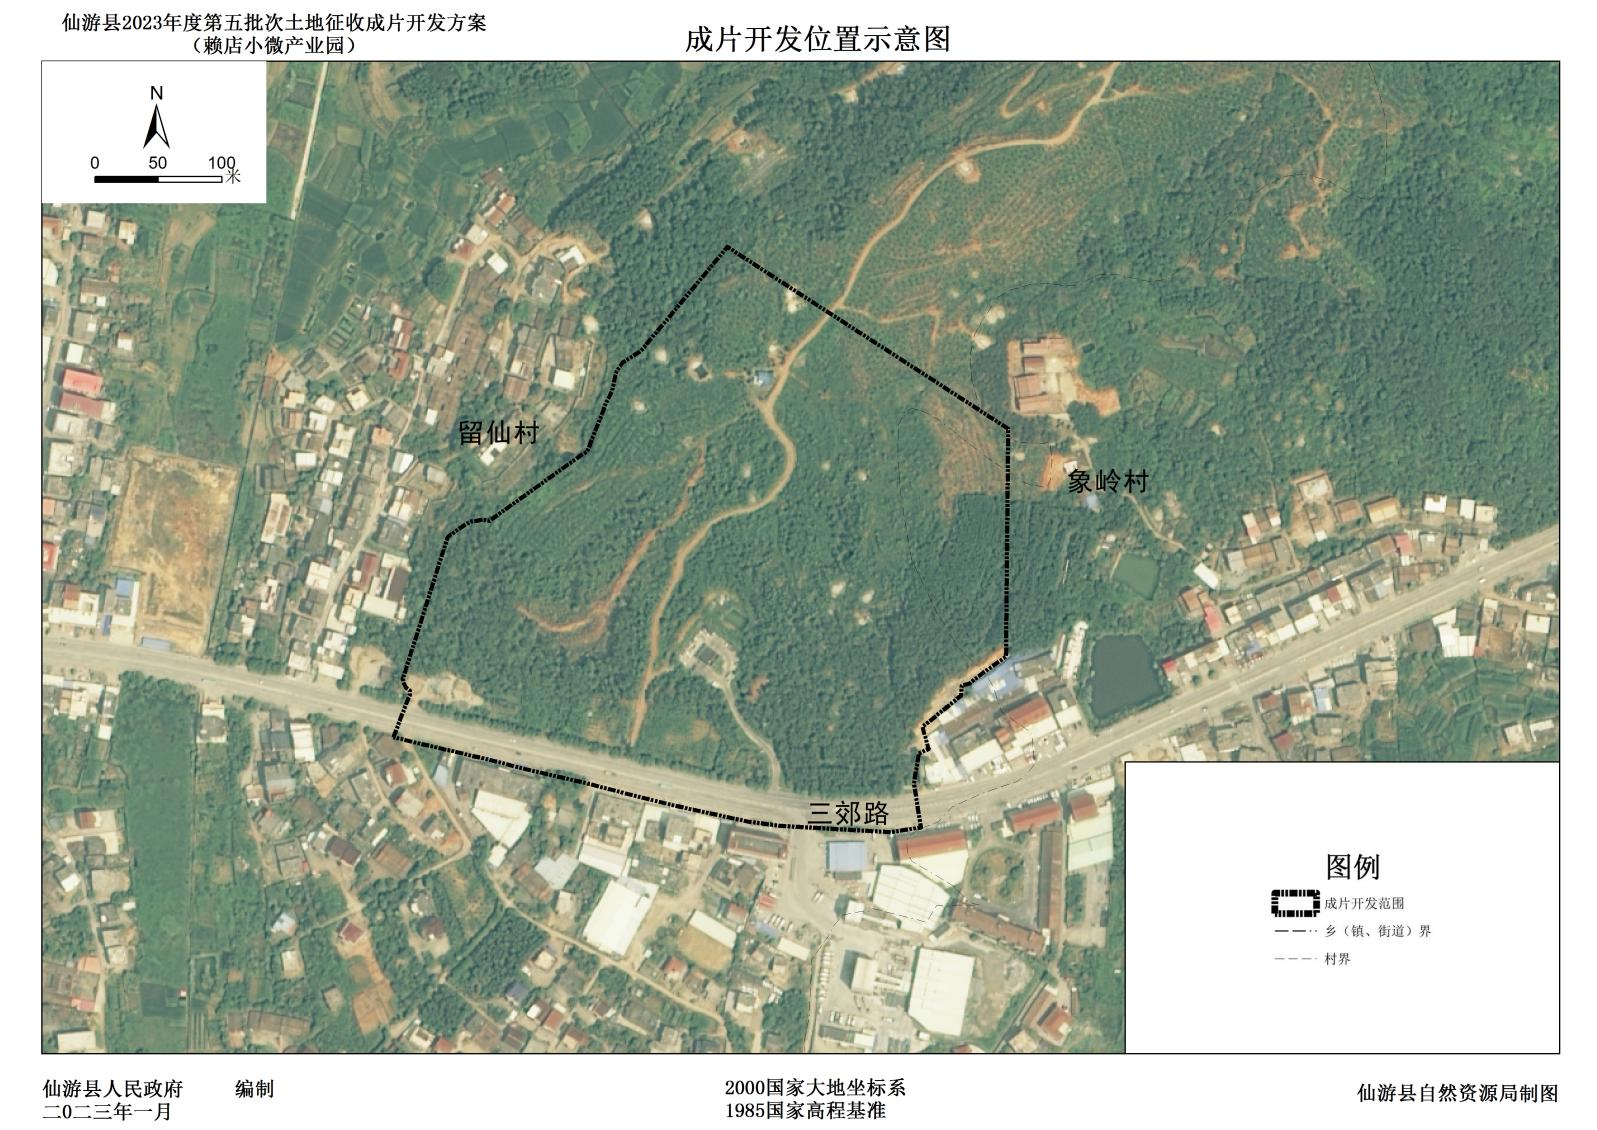 仙游县2023年度第五批次土地征收成片开发方案
（赖店小微产业园）
成片开发位置示意图
N
0 50 100
米
留仙村
象岭村
三郊路
图例
成片开发范围
乡（镇、街道）界
村界
仙游县人民政府 编制
二〇二三年一月
2000国家大地坐标系
1985国家高程基准
仙游县自然资源局制图